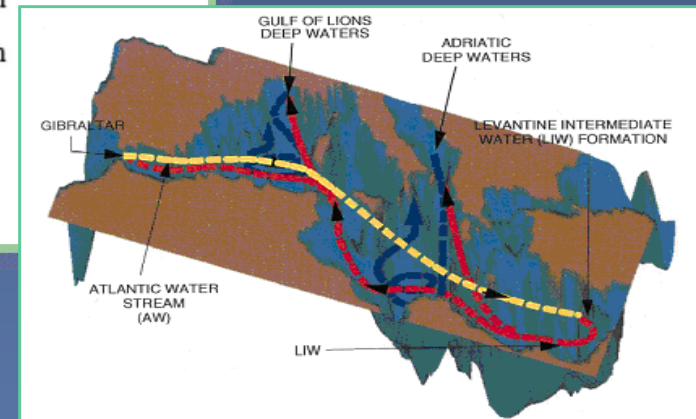 GULF OF LIONS
DEEP WATERS
ADRIATIC
DEEP WATERS
GIBRALTAR
LEVANTINE INTERMEDIATE
WATER (LIW) FORMATION
ATLANTIC WATER
STREAM
(AW)
LIW